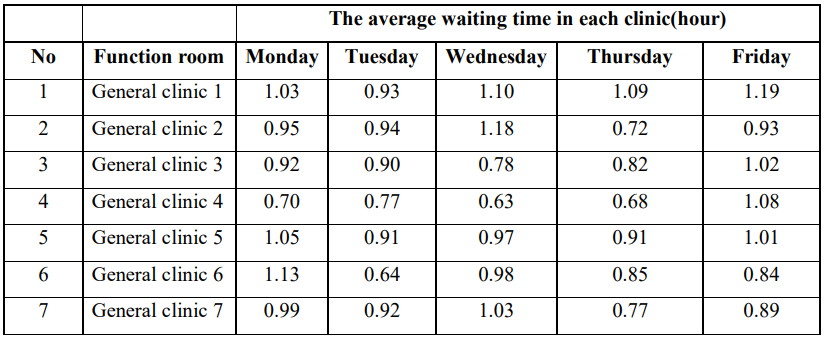 The average waiting time in each clinic(hour)
No Function room Monday Tuesday Wednesday Thursday Friday
1 General clinic 1 1.03 0.93 1.10 1.09 1.19
2 General clinic 2 0.95 0.94 1.18 0.72 0.93
3 General clinic 3 0.92 0.90 0.78 0.82 1.02
4 General clinic 4 0.70 0.77 0.63 0.68 1.08
5 General clinic 5 1.05 0.91 0.97 0.91 1.01
6 General clinic 6 1.13 0.64 0.98 0.85 0.84
7 General clinic 7 0.99 0.92 1.03 0.77 0.89